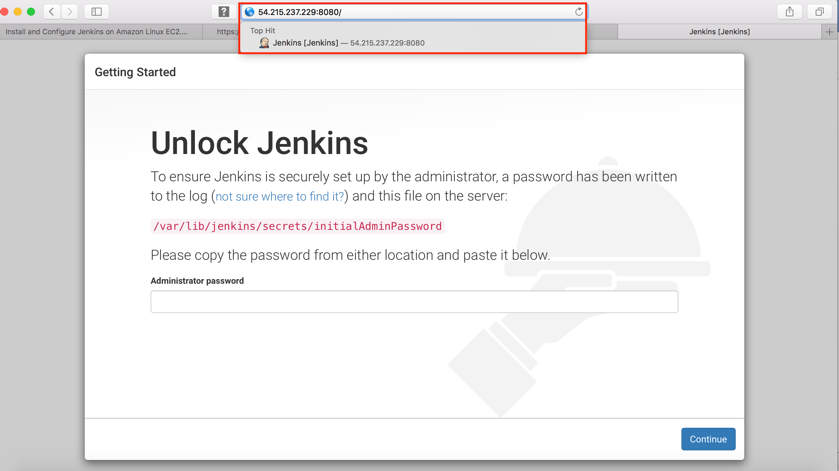 54.215.237.229:8080/
Top Hit
Jenkins [Jenkins] — 54.215.237.229:8080
Install and Configure Jenkins on Amazon Linux EC2....
https:/
Jenkins [Jenkins]
Getting Started
Unlock Jenkins
To ensure Jenkins is securely set up by the administrator, a password has been written
to the log (not sure where to find it?) and this file on the server:
/var/lib/jenkins/secrets/initialAdminPassword
Please copy the password from either location and paste it below.
Administrator password
Continue